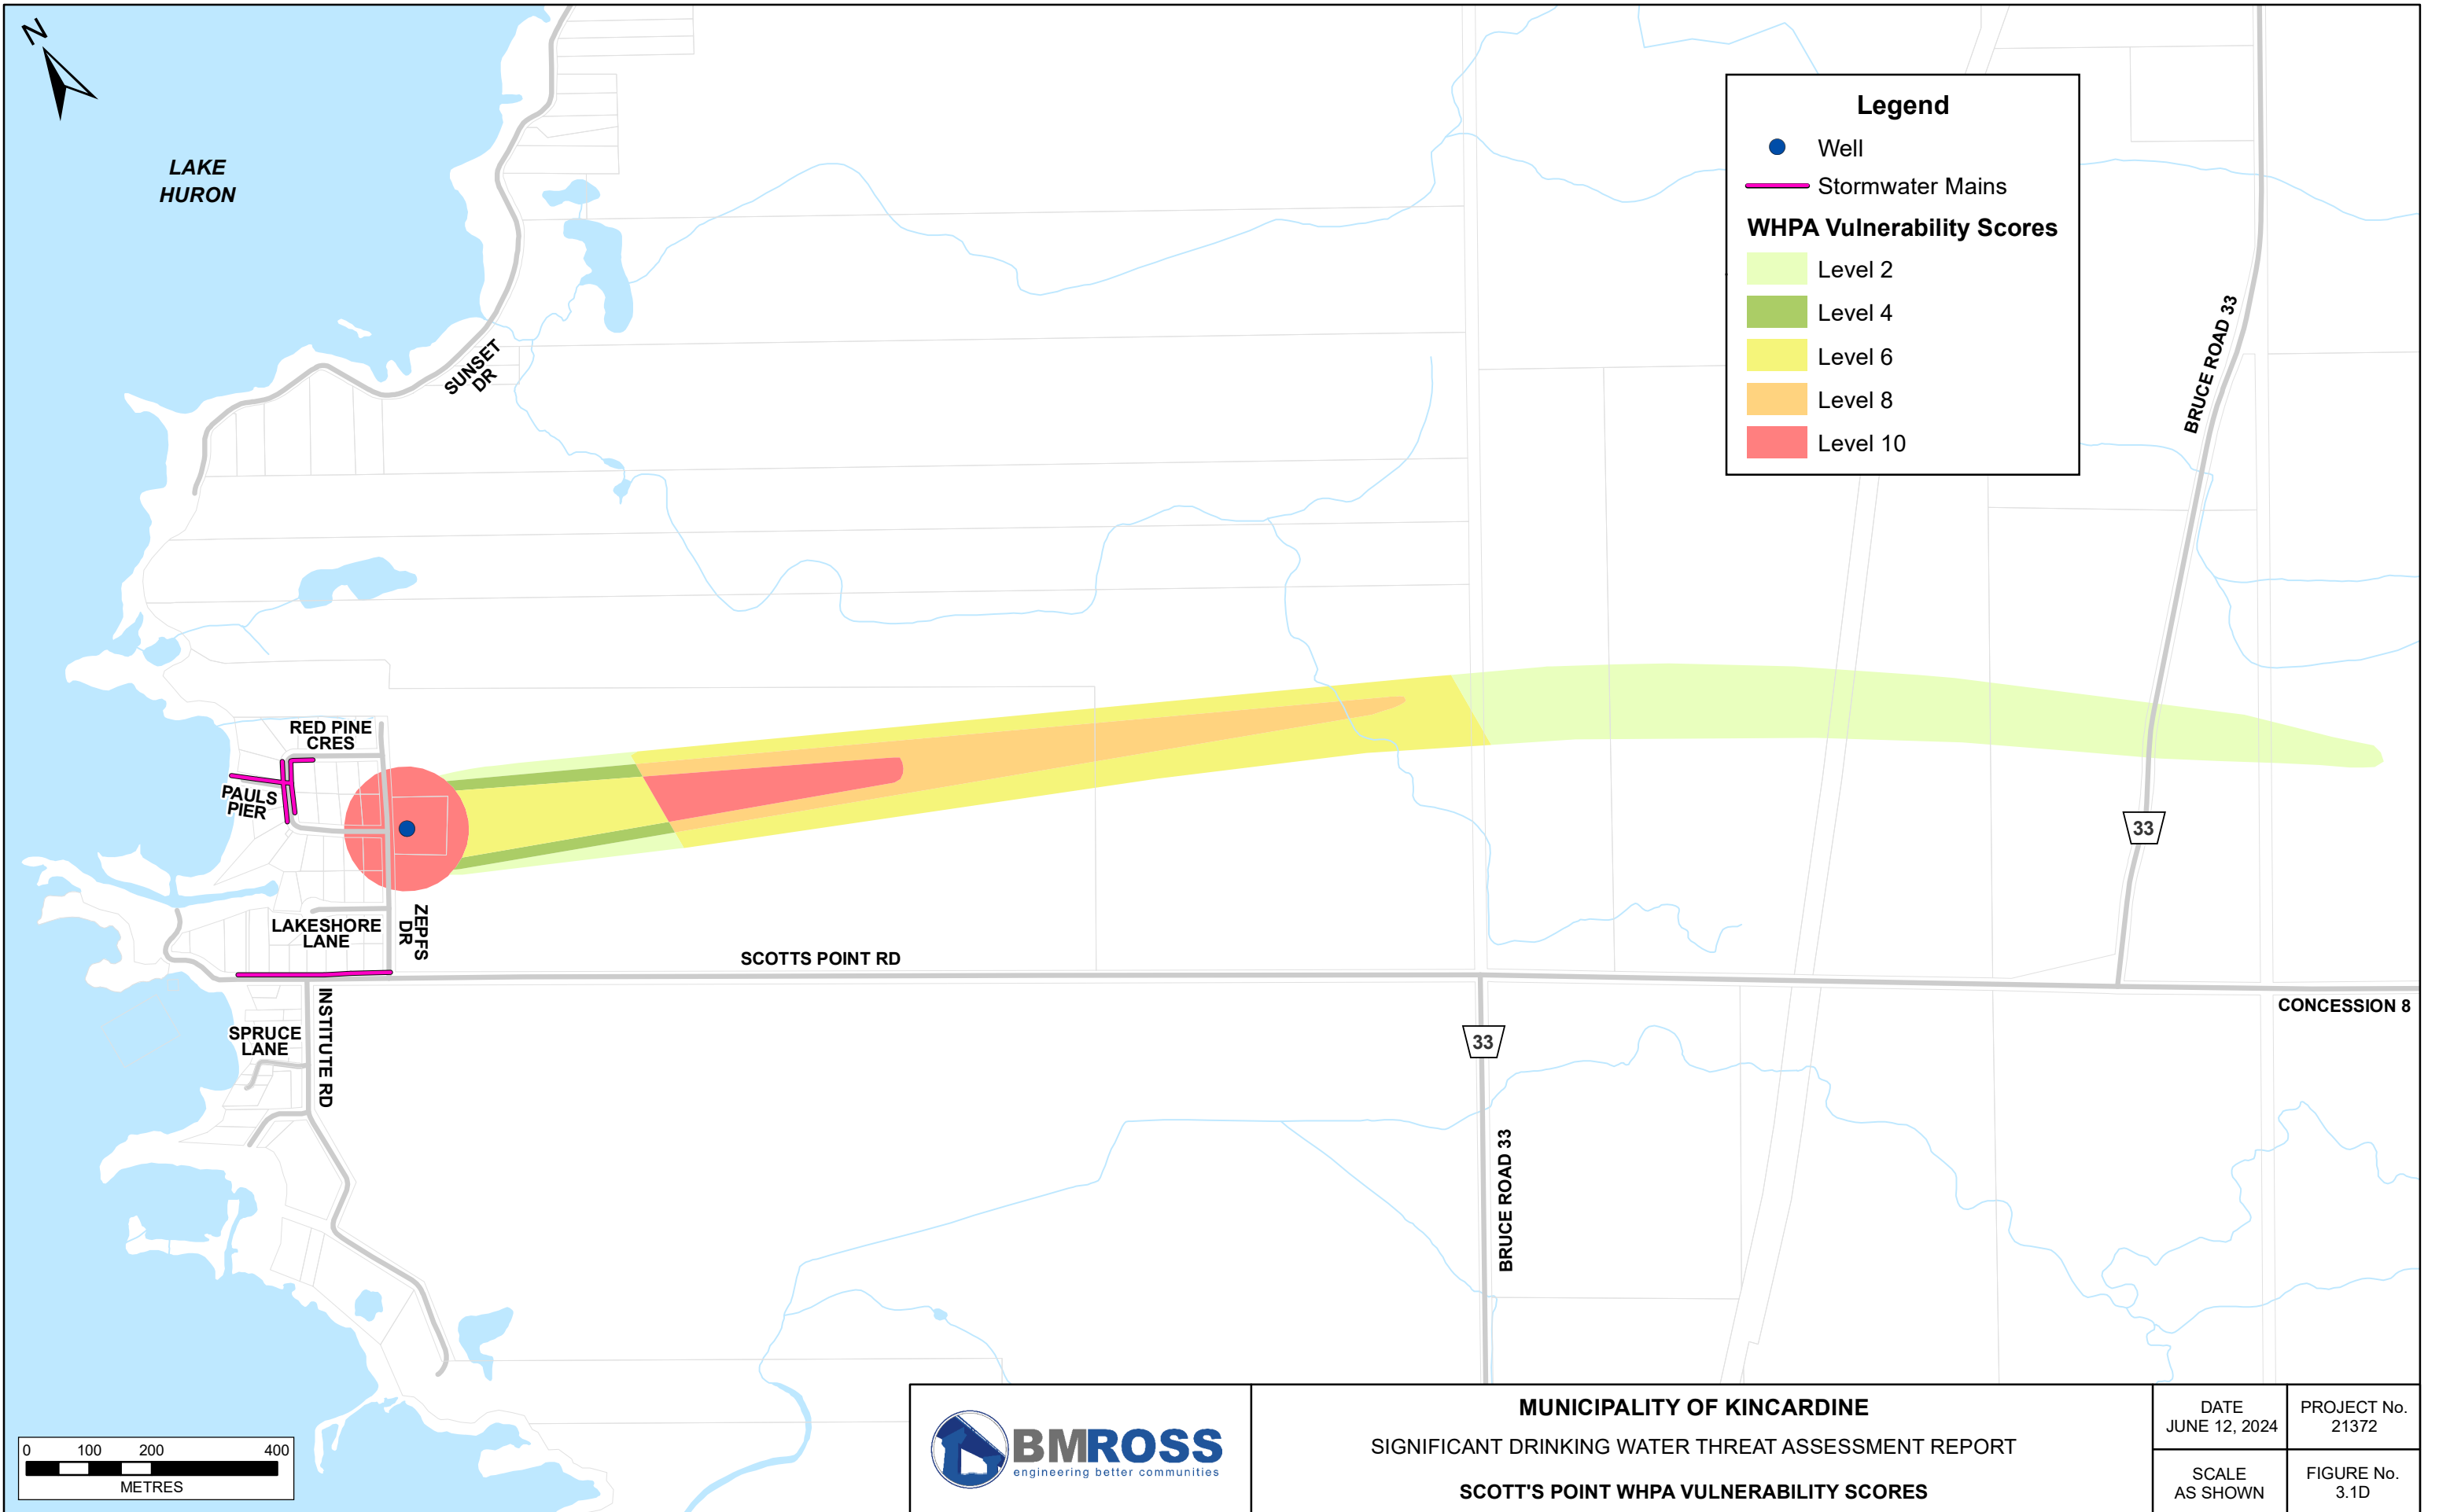 N
LAKE
HURON
Legend
Well
Stormwater Mains
WHPA Vulnerability Scores
Level 2
Level 4
Level 6
Level 8
Level 10
SUNSET
DR
BRUCE ROAD 33
RED PINE
CRES
PAULS
PIER
33
LAKESHORE
LANE
ZEPFS
DR
SCOTTS POINT RD
CONCESSION 8
INSTITUTE RD
SPRUCE
LANE
33
BRUCE ROAD 33
0 100 200 400
METRES
BMROSS
engineering better communities
MUNICIPALITY OF KINCARDINE
SIGNIFICANT DRINKING WATER THREAT ASSESSMENT REPORT
SCOTT'S POINT WHPA VULNERABILITY SCORES
DATE
JUNE 12, 2024
PROJECT No.
21372
SCALE
AS SHOWN
FIGURE No.
3.1D